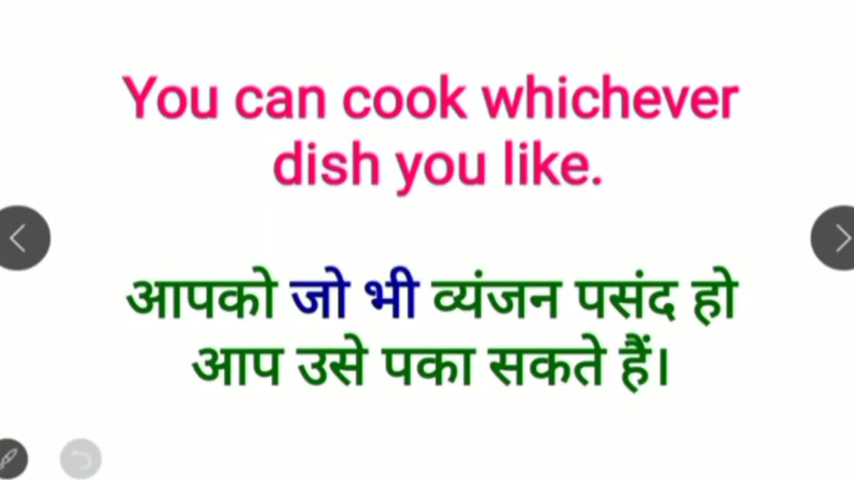 You can cook whichever
dish you like.
आपको जो भी व्यंजन पसंद हो
आप उसे पका सकते हैं।